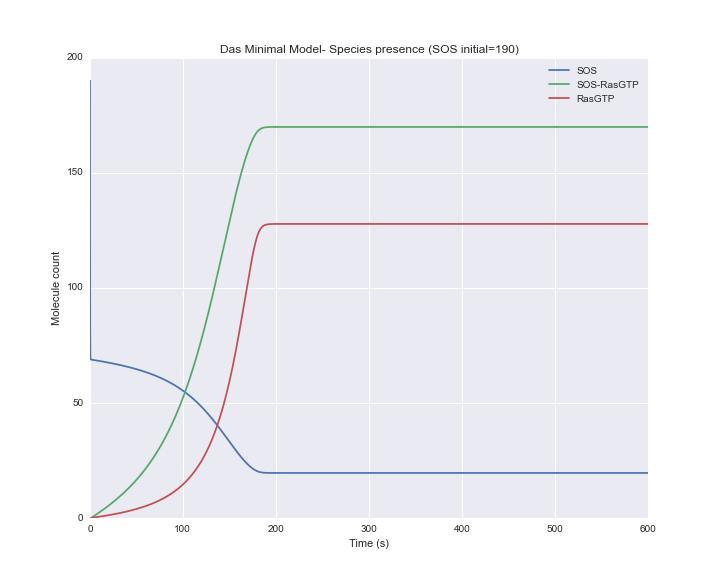 Das Minimal Model- Species presence (SOS initial=190)
200
150
100
50
0
Molecule count
SOS
SOS-RasGTP
RasGTP
0 100 200 300 400 500 600
Time (s)